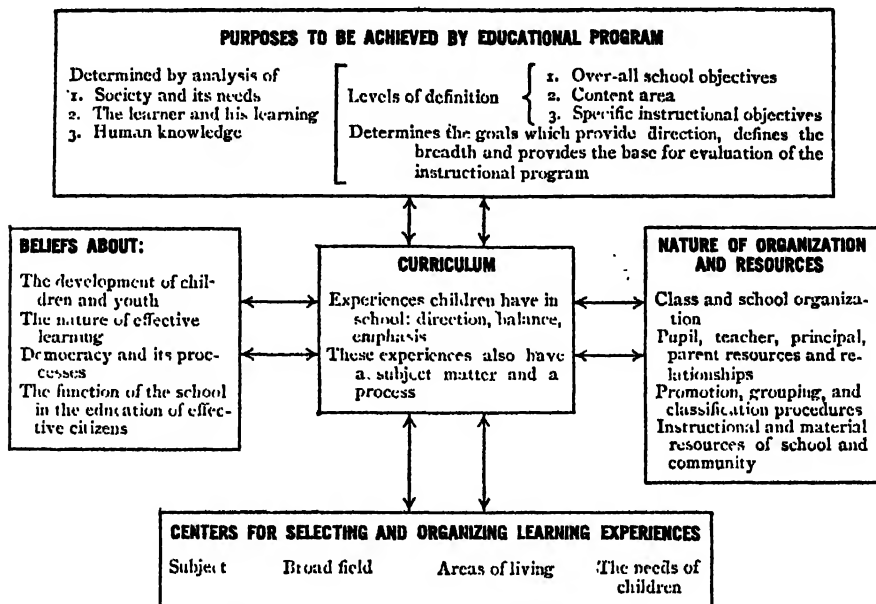 PURPOSES TO BE ACHIEVED BY EDUCATIONAL PROGRAM
Determined by analysis of
1. Society and its needs
2. The learner and his learning
3. Human knowledge
Levels of definition
1. Over-all school objectives
2. Content area
3. Specific instructional objectives
Determines the goals which provide direction, defines the
breadth and provides the base for evaluation of the
instructional program
BELIEFS ABOUT:
The development of chil-
dren and youth
The nature of effective
learning
Democracy and its proc-
esses
The function of the school
in the education of effec-
tive citizens
CURRICULUM
Experiences children have in
school: direction, balance,
emphasis
These experiences also have
a subject matter and a
process
NATURE OF ORGANIZATION
AND RESOURCES
Class and school organiza-
tion
Pupil, teacher, principal,
parent resources and re-
lationships
Promotion, grouping, and
classification procedures
Instructional and material
resources of school and
community
CENTERS FOR SELECTING AND ORGANIZING LEARNING EXPERIENCES
Subject Broad field Areas of living The needs of
children